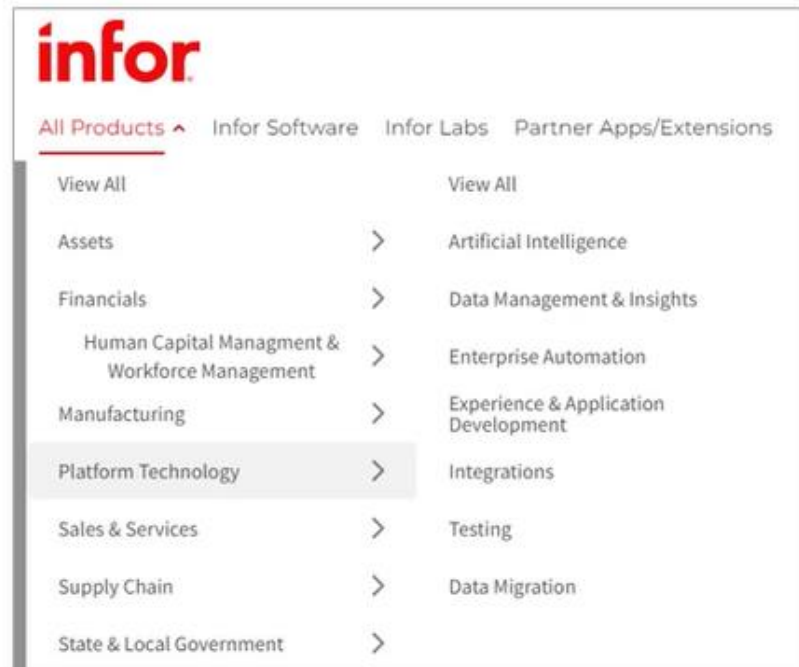 infor
All Products Infor Software Infor Labs Partner Apps/Extensions
View All
Assets
Financials
Human Capital Managment &
Workforce Management
Manufacturing
Platform Technology
Sales & Services
Supply Chain
State & Local Government
View All
Artificial Intelligence
Data Management & Insights
Enterprise Automation
Experience & Application
Development
Integrations
Testing
Data Migration